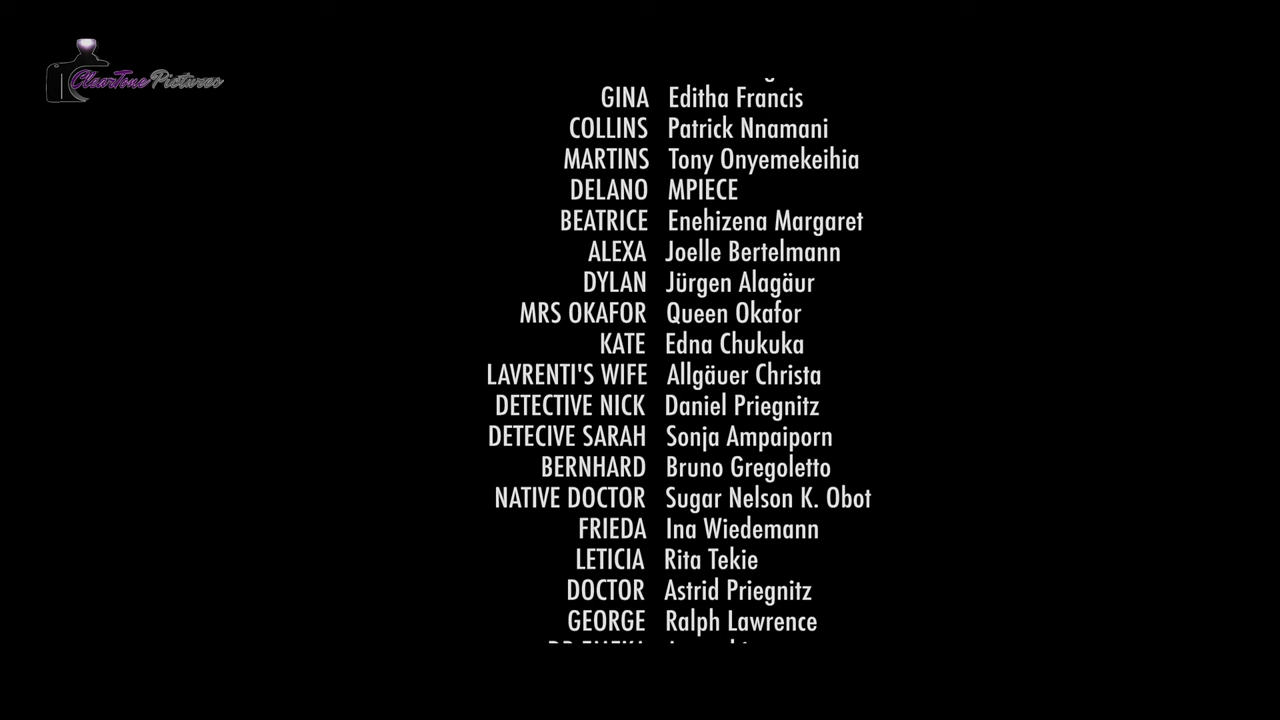 ClearTone Pictures
GINA Editha Francis
COLLINS Patrick Nnamani
MARTINS Tony Onyemekeihia
DELANO MPIECE
BEATRICE Enehizena Margaret
ALEXA Joelle Bertelmann
DYLAN Jürgen Alagäur
MRS OKAFOR Queen Okafor
KATE Edna Chukuka
LAVRENTI'S WIFE Allgäuer Christa
DETECTIVE NICK Daniel Priegnitz
DETECIVE SARAH Sonja Ampaiporn
BERNHARD Bruno Gregoletto
NATIVE DOCTOR Sugar Nelson K. Obot
FRIEDA Ina Wiedemann
LETICIA Rita Tekie
DOCTOR Astrid Priegnitz
GEORGE Ralph Lawrence